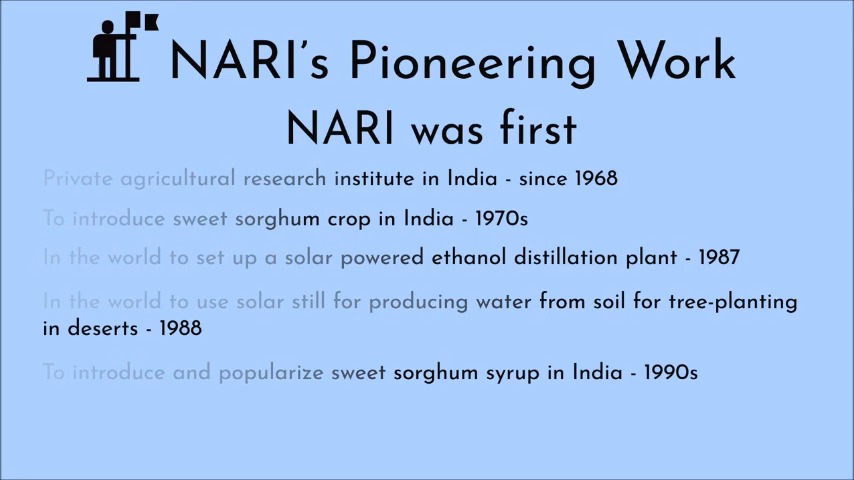 NARI's Pioneering Work
NARI was first
Private agricultural research institute in India - since 1968
To introduce sweet sorghum crop in India - 1970s
In the world to set up a solar powered ethanol distillation plant - 1987
In the world to use solar still for producing water from soil for tree-planting
in deserts - 1988
To introduce and popularize sweet sorghum syrup in India - 1990s